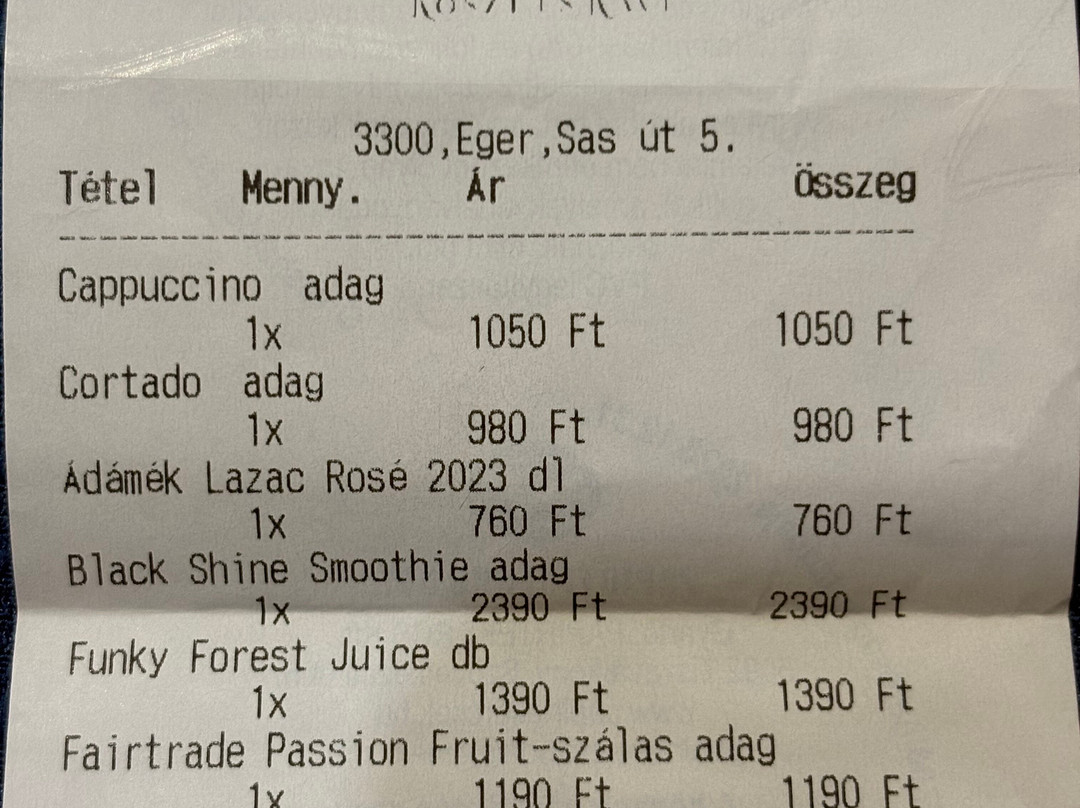 3300,Eger,Sas út 5.
Tétel Menny. Ár Összeg
Cappuccino adag
1x 1050 Ft 1050 Ft
Cortado adag
1x 980 Ft 980 Ft
Ádámék Lazac Rosé 2023 dl
1x 760 Ft 760 Ft
Black Shine Smoothie adag
1x 2390 Ft 2390 Ft
Funky Forest Juice db
1x 1390 Ft 1390 Ft
Fairtrade Passion Fruit-szálas adag
1x 1190 Ft 1190 Ft